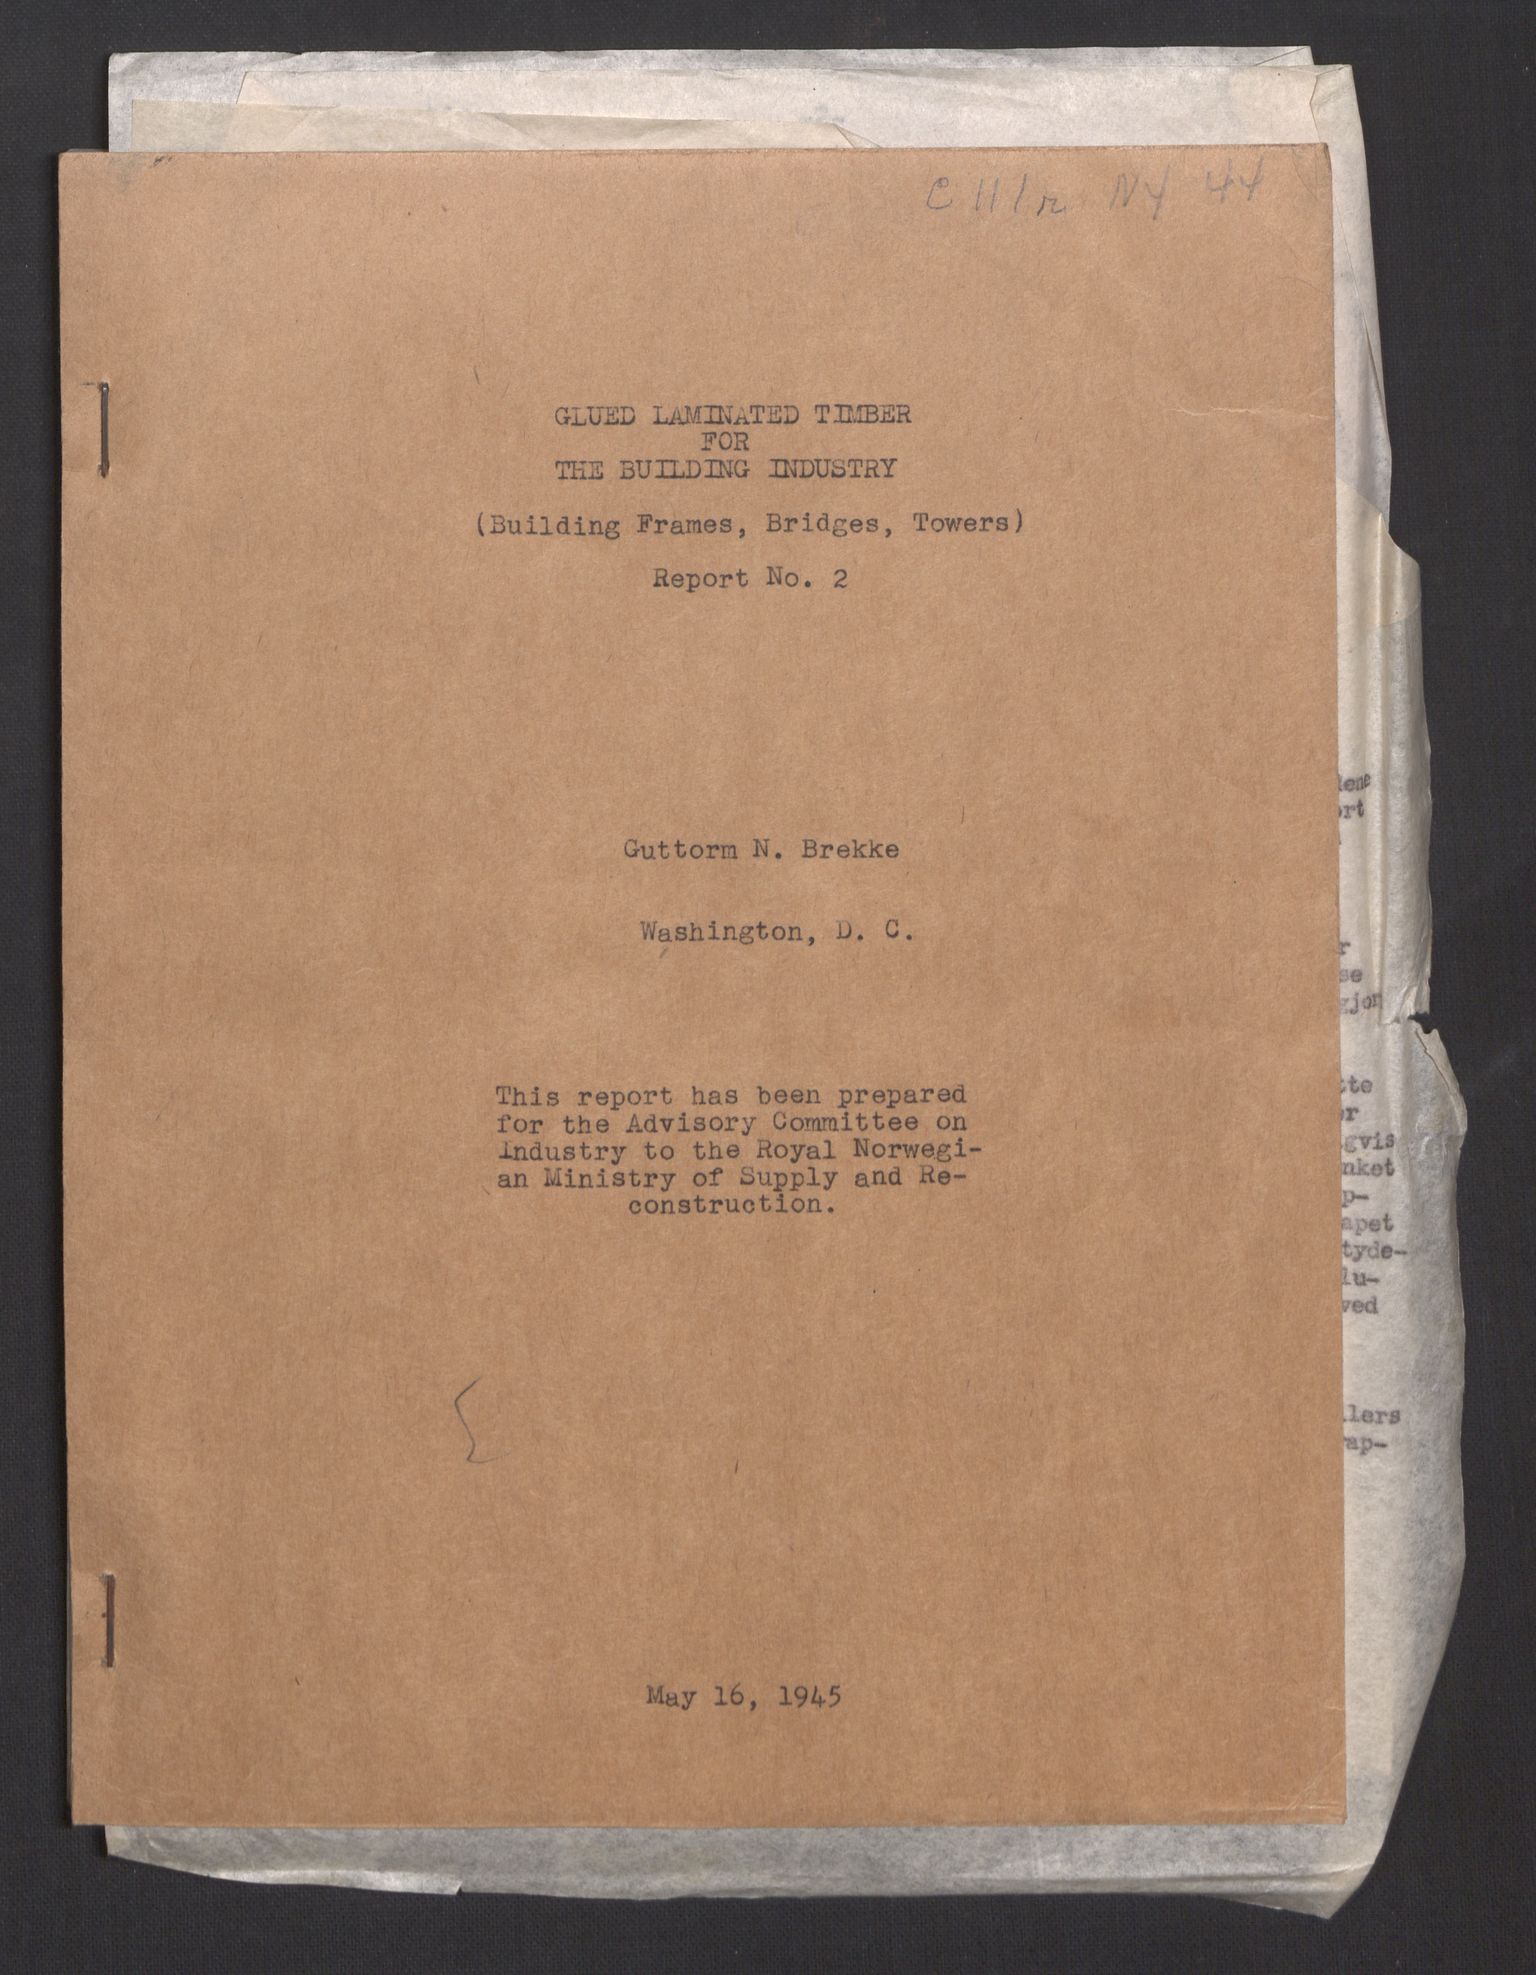 C II 1 r NY 44
GLUED LAMINATED TIMBER
FOR
THE BUILDING INDUSTRY
(Building Frames, Bridges, Towers)
Report No. 2
Guttorm N. Brekke
Washington, D. C.
This report has been prepared
for the Advisory Committee on
Industry to the Royal Norwegi-
an Ministry of Supply and Re-
construction.
May 16, 1945